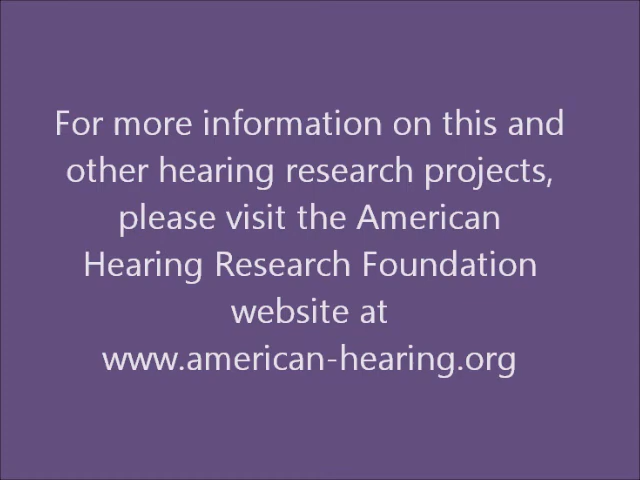 For more information on this and
other hearing research projects,
please visit the American
Hearing Research Foundation
website at
www.american-hearing.org